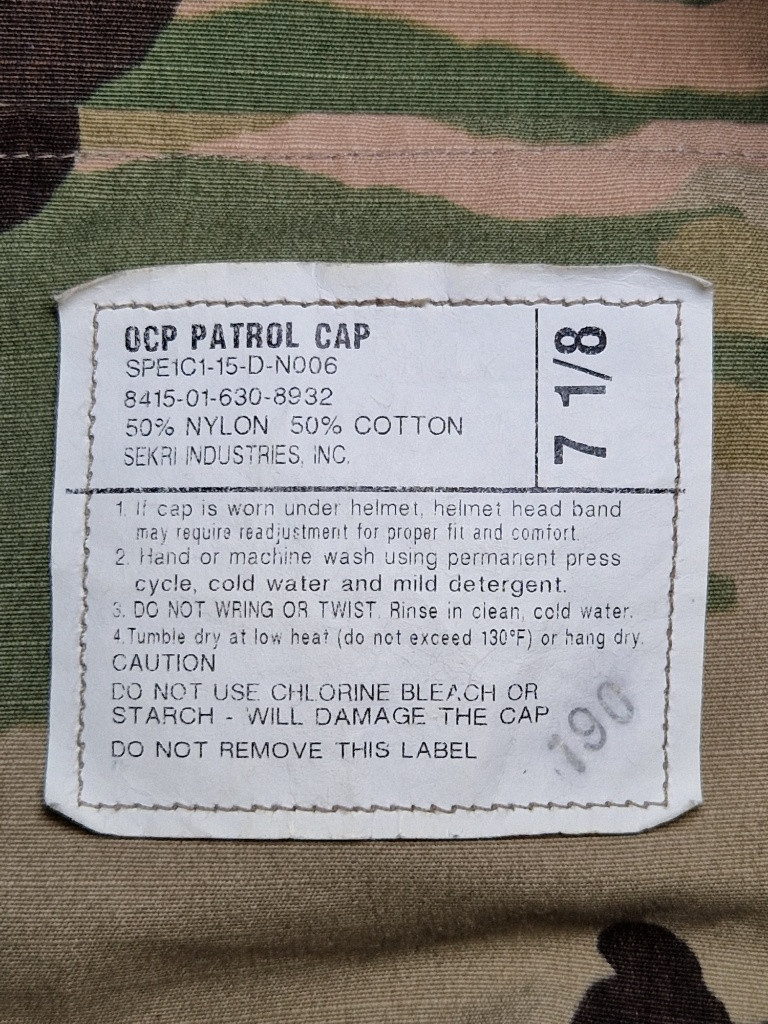 OCP PATROL CAP
SPE1C1-15-D-N006
8415-01-630-8932
50% NYLON 50% COTTON
SEKRI INDUSTRIES, INC.
7 1/8
1. If cap is worn under helmet, helmet head band
may require readjustment for proper fit and comfort.
2. Hand or machine wash using permanent press
cycle, cold water and mild detergent.
3. DO NOT WRING OR TWIST. Rinse in clean, cold water.
4.Tumble dry at low heat (do not exceed 130°F) or hang dry.
CAUTION
DO NOT USE CHLORINE BLEACH OR
STARCH - WILL DAMAGE THE CAP
DO NOT REMOVE THIS LABEL
190